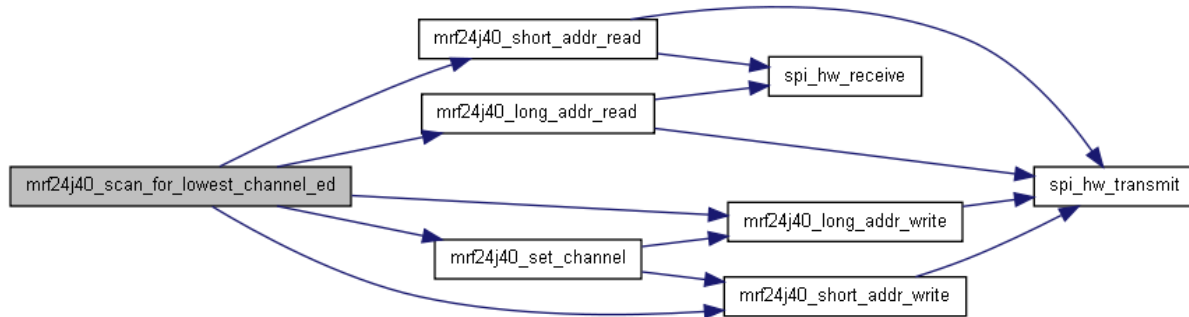 mrf24j40_short_addr_read
spi_hw_receive
mrf24j40_long_addr_read
mrf24j40_scan_for_lowest_channel_ed
spi_hw_transmit
mrf24j40_long_addr_write
mrf24j40_set_channel
mrf24j40_short_addr_write